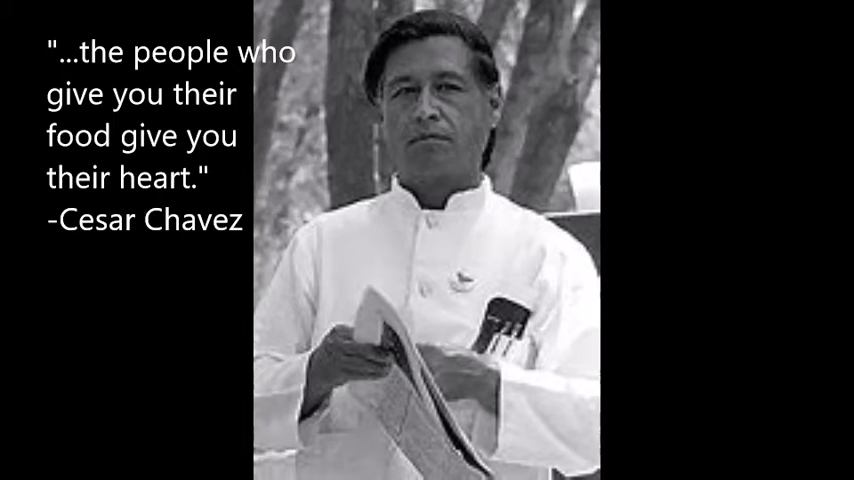 "...the people who
give you their
food give you
their heart."
-Cesar Chavez